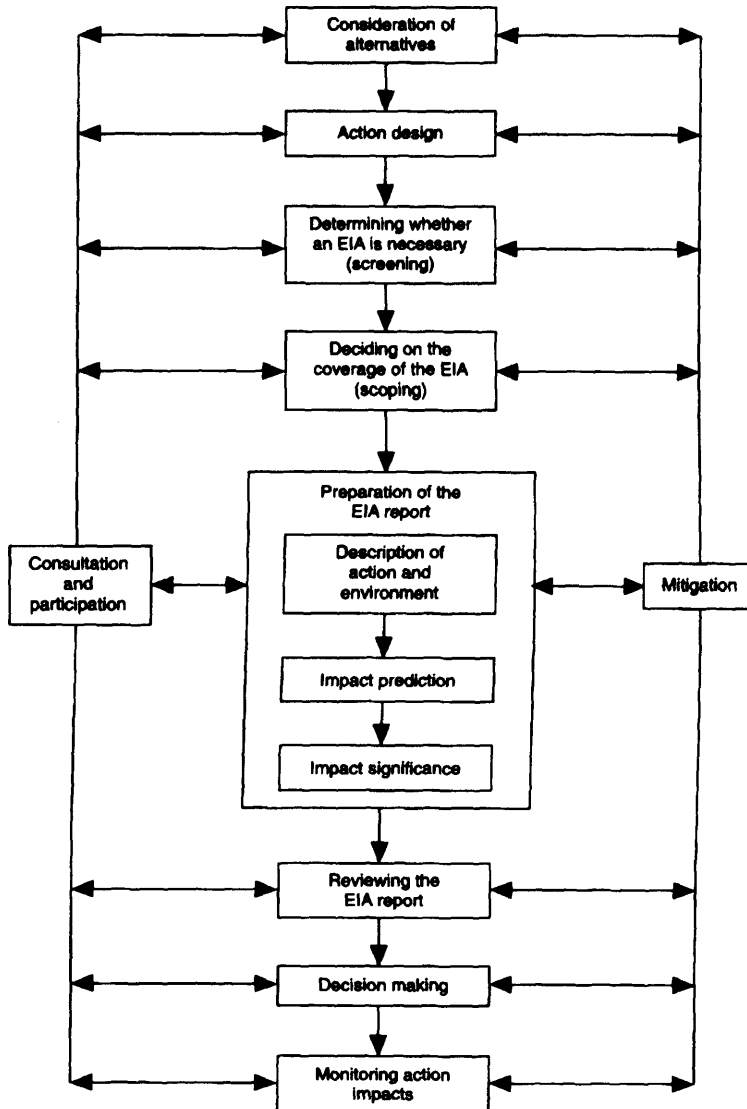 Consideration of
alternatives
Action design
Determining whether
an EIA is necessary
(screening)
Deciding on the
coverage of the EIA
(scoping)
Preparation of the
EIA report
Description of
action and
environment
Consultation
and
participation
Mitigation
Impact prediction
Impact significance
Reviewing the
EIA report
Decision making
Monitoring action
impacts